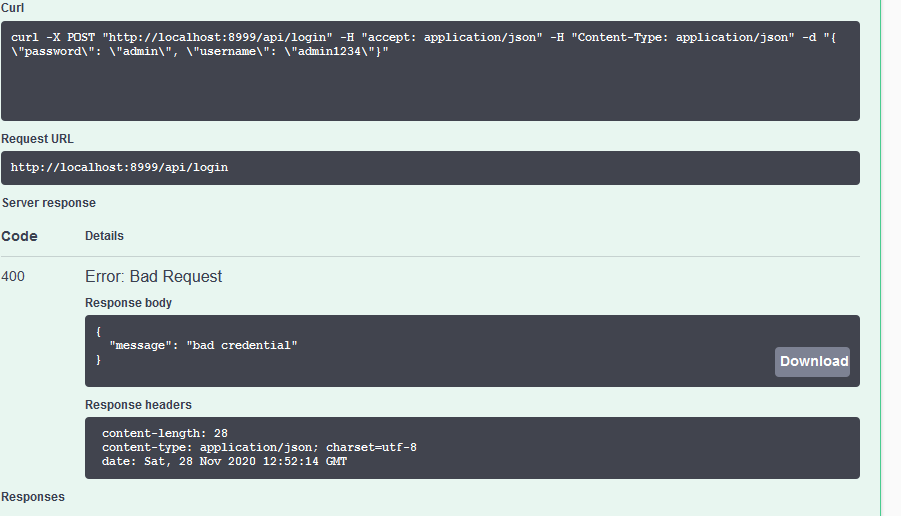 Curl
curl -X POST "http://localhost:8999/api/login" -H "accept: application/json" -H "Content-Type: application/json" -d "{
\"password\": \"admin\", \"username\": \"admin1234\"}"
Request URL
http://localhost:8999/api/login
Server response
Code Details
400 Error: Bad Request
Response body
{
"message": "bad credential"
}
Download
Response headers
content-length: 28
content-type: application/json; charset=utf-8
date: Sat, 28 Nov 2020 12:52:14 GMT
Responses